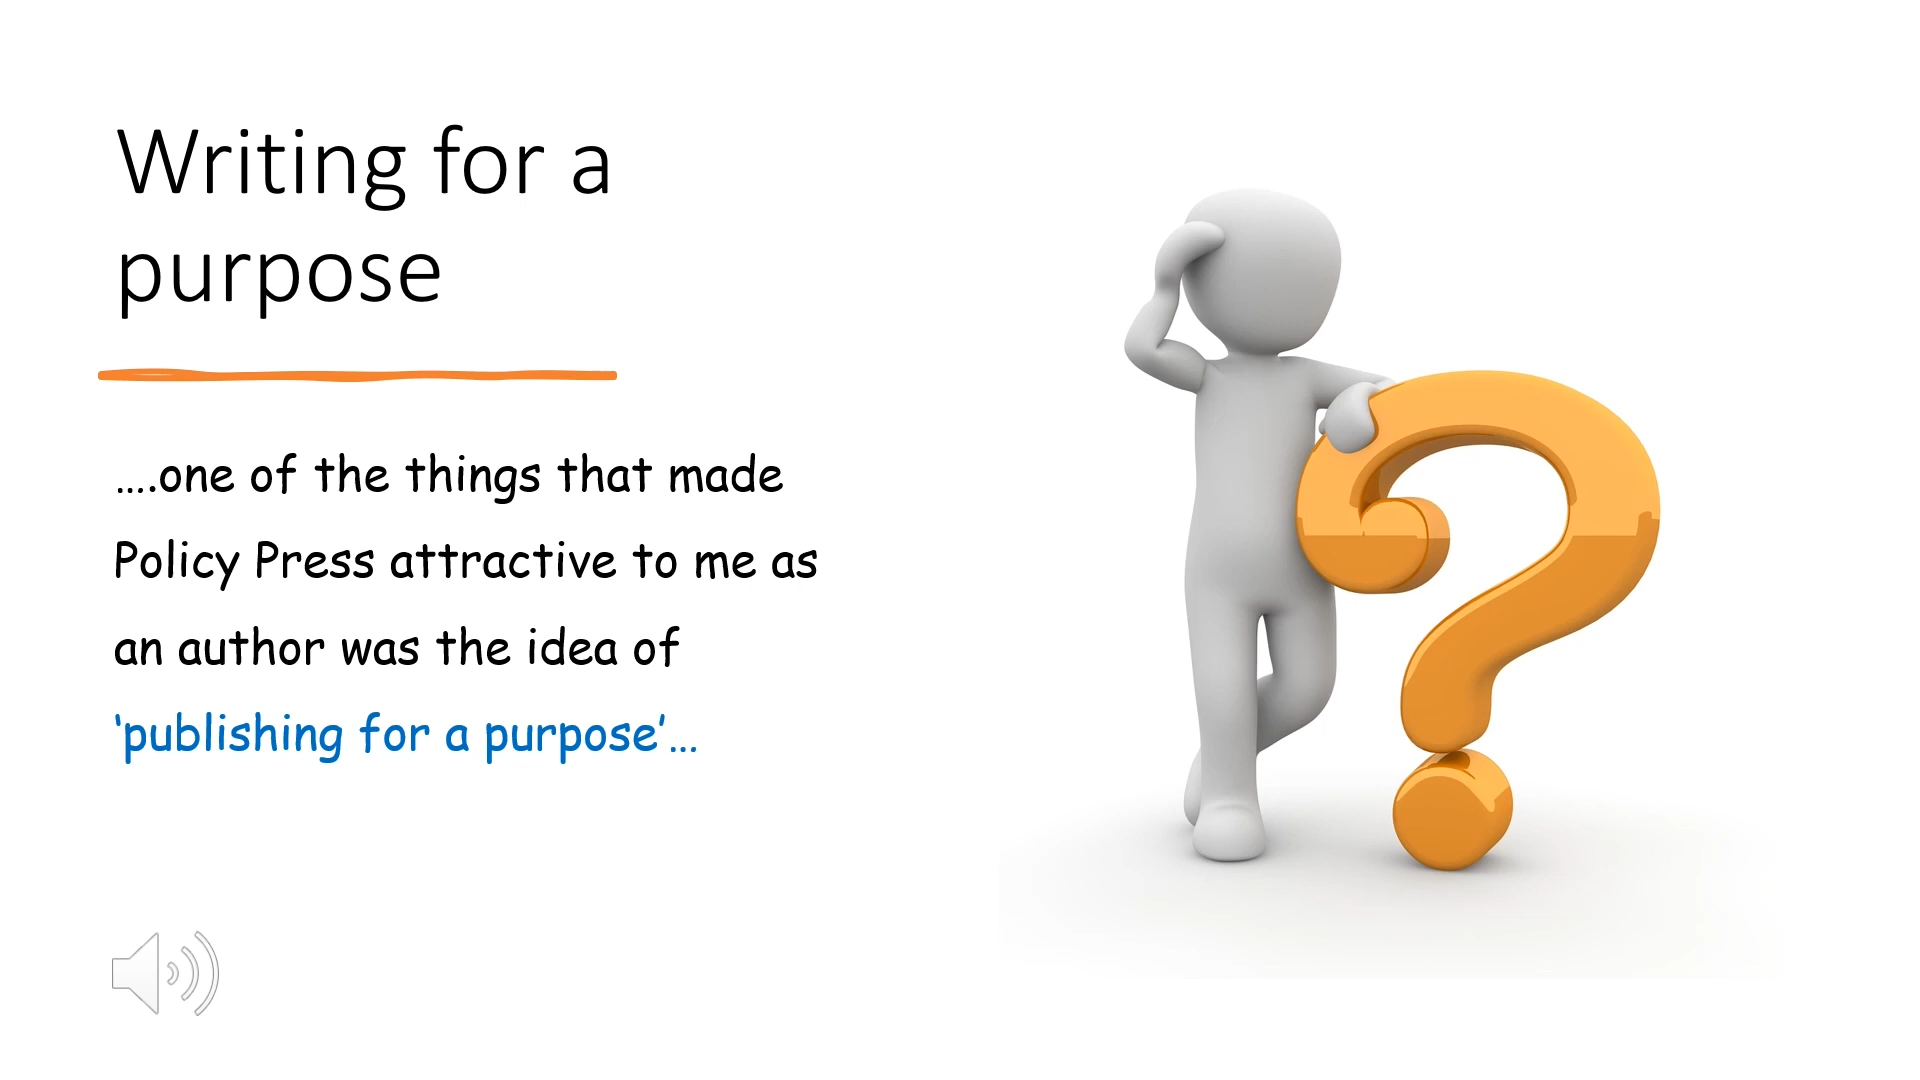 Writing for a
purpose
....one of the things that made
Policy Press attractive to me as
an author was the idea of
‘publishing for a purpose’...